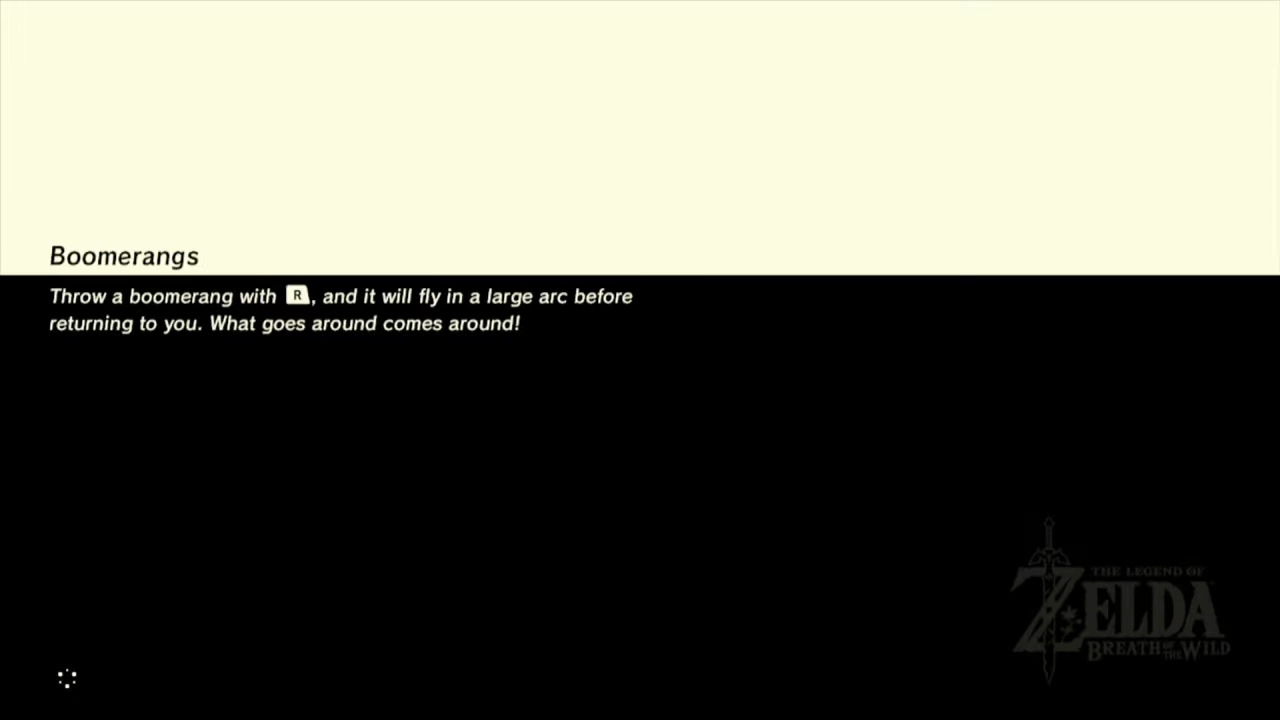 Boomerangs
Throw a boomerang with R, and it will fly in a large arc before
returning to you. What goes around comes around!
THE LEGEND OF
ZELDA
BREATH OF THE WILD